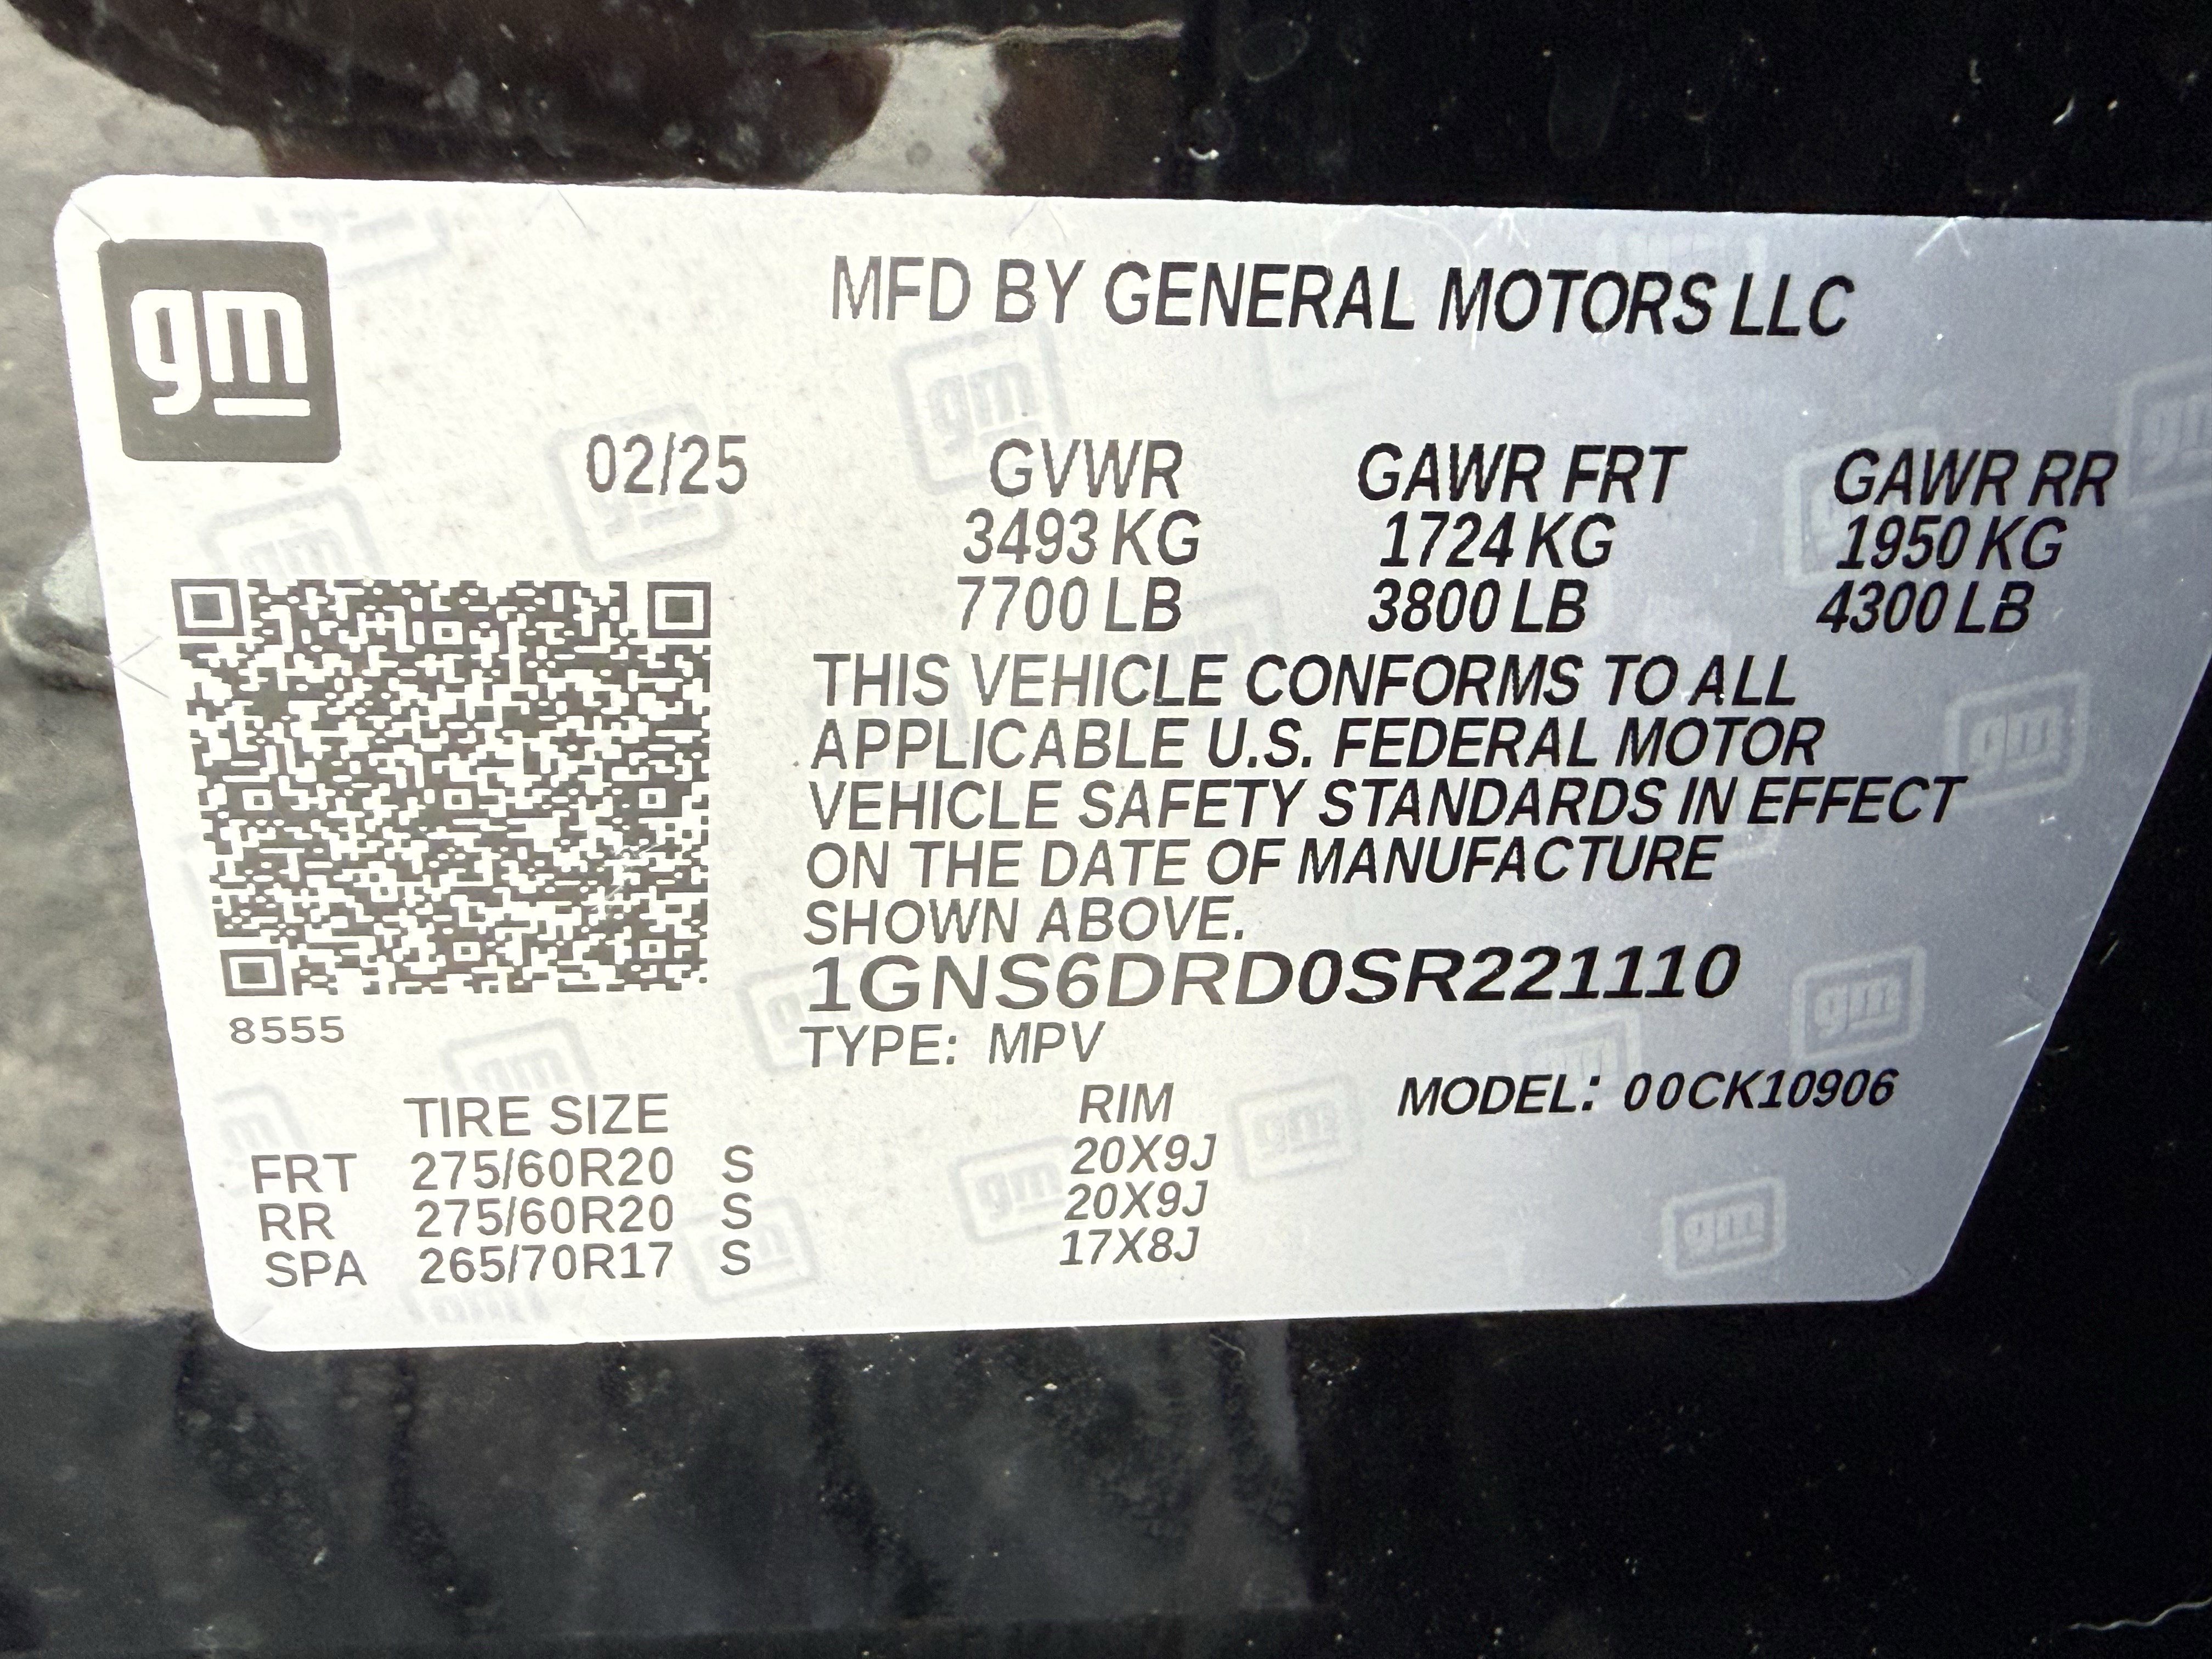 gm
MFD BY GENERAL MOTORS LLC
02/25 GVWR GAWR FRT GAWR RR
3493 KG 1724 KG 1950 KG
7700 LB 3800 LB 4300 LB
THIS VEHICLE CONFORMS TO ALL
APPLICABLE U.S. FEDERAL MOTOR
VEHICLE SAFETY STANDARDS IN EFFECT
ON THE DATE OF MANUFACTURE
SHOWN ABOVE.
1GNS6DRD0SR221110
8555
TYPE: MPV
MODEL: 00CK10906
TIRE SIZE RIM
FRT 275/60R20 S 20X9J
RR 275/60R20 S 20X9J
SPA 265/70R17 S 17X8J